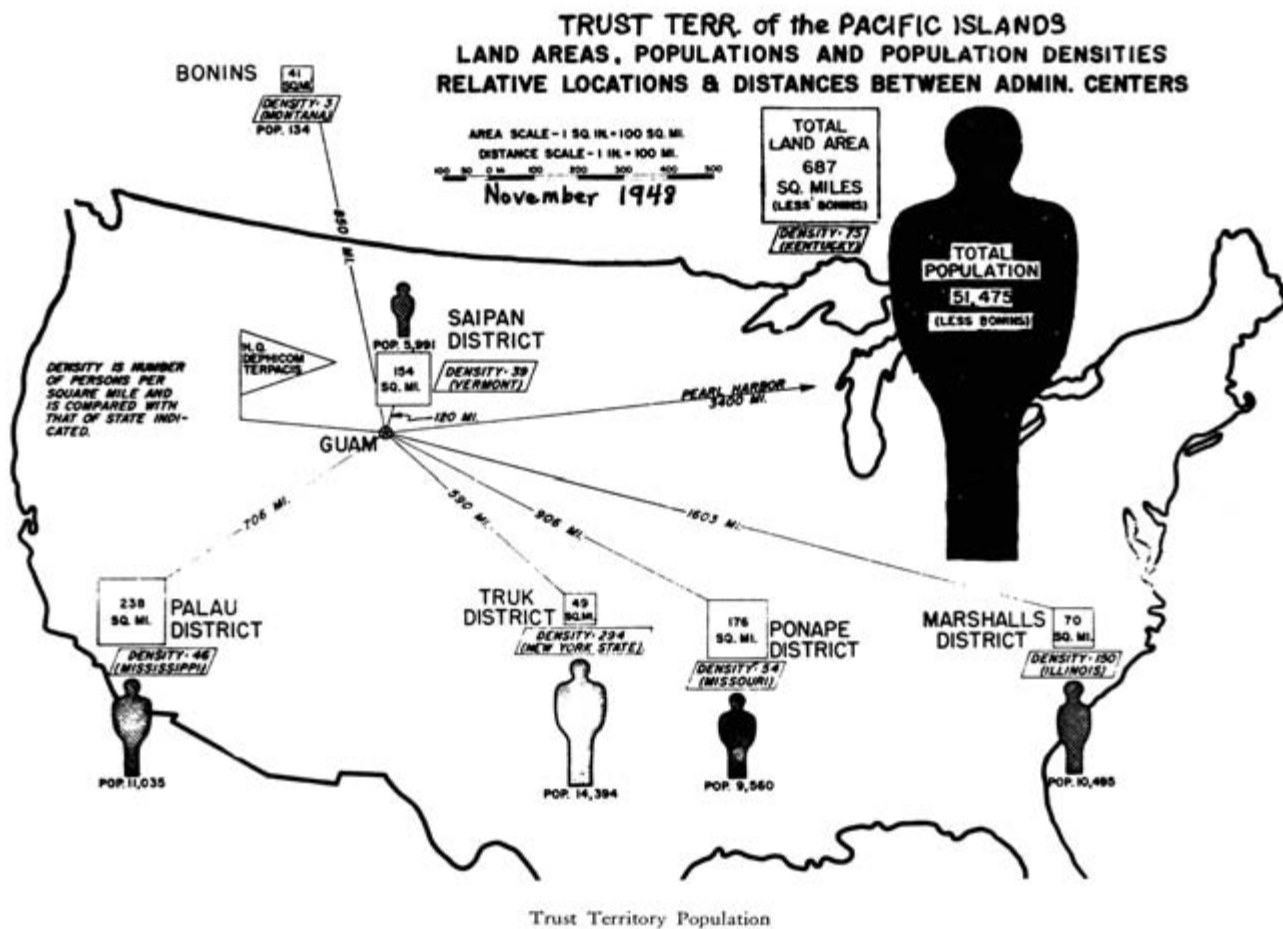 TRUST TERR. of the PACIFIC ISLANDS
LAND AREAS, POPULATIONS AND POPULATION DENSITIES
RELATIVE LOCATIONS & DISTANCES BETWEEN ADMIN. CENTERS
BONINS
41
SQ.MI.
DENSITY-3
(MONTANA)
POP. 134
850 MI.
AREA SCALE-1 SQ. IN.=100 SQ. MI.
DISTANCE SCALE-1 IN.=100 MI.
100 50 0 M 100 200 300 400 500
November 1948
TOTAL
LAND AREA
687
SQ. MILES
(LESS BONINS)
DENSITY-75
(KENTUCKY)
TOTAL
POPULATION
51,475
(LESS BONINS)
SAIPAN
DISTRICT
POP. 5,991
154
SQ. MI.
DENSITY-39
(VERMONT)
H.Q.
DEPHICOM
TERPACIS
DENSITY IS NUMBER
OF PERSONS PER
SQUARE MILE AND
IS COMPARED WITH
THAT OF STATE INDI-
CATED.
PEARL HARBOR
3400 MI.
120 MI.
GUAM
706 MI.
590 MI.
906 MI.
1603 MI.
238
SQ. MI.
PALAU
DISTRICT
DENSITY-46
(MISSISSIPPI)
POP. 11,035
TRUK
DISTRICT
49
SQ.MI.
DENSITY-294
(NEW YORK STATE)
POP. 14,394
176
SQ. MI.
PONAPE
DISTRICT
DENSITY-54
(MISSOURI)
POP. 9,560
MARSHALLS
DISTRICT
70
SQ. MI.
DENSITY-150
(ILLINOIS)
POP. 10,495
Trust Territory Population